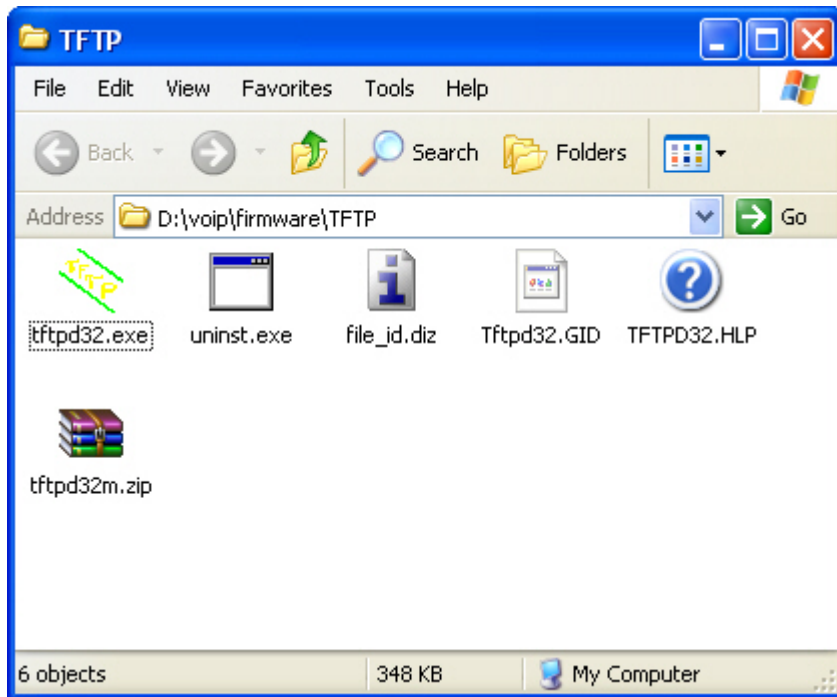 TFTP
File Edit View Favorites Tools Help
Back Search Folders
Address D:\voip\firmware\TFTP Go
TFTP
tftpd32.exe uninst.exe file_id.diz Tftpd32.GID TFTPD32.HLP
tftpd32m.zip
6 objects 348 KB My Computer